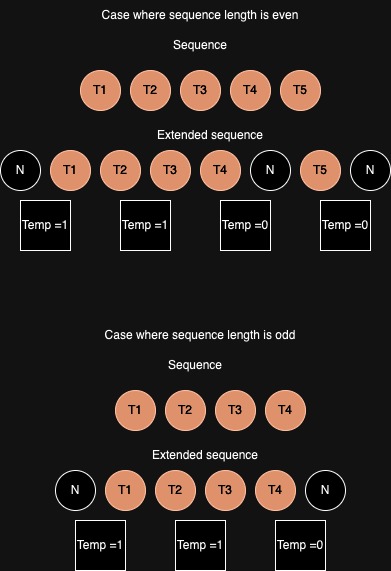 Case where sequence length is even
Sequence
T1 T2 T3 T4 T5
Extended sequence
N T1 T2 T3 T4 N T5 N
Temp =1 Temp =1 Temp =0 Temp =0
Case where sequence length is odd
Sequence
T1 T2 T3 T4
Extended sequence
N T1 T2 T3 T4 N
Temp =1 Temp =1 Temp =0